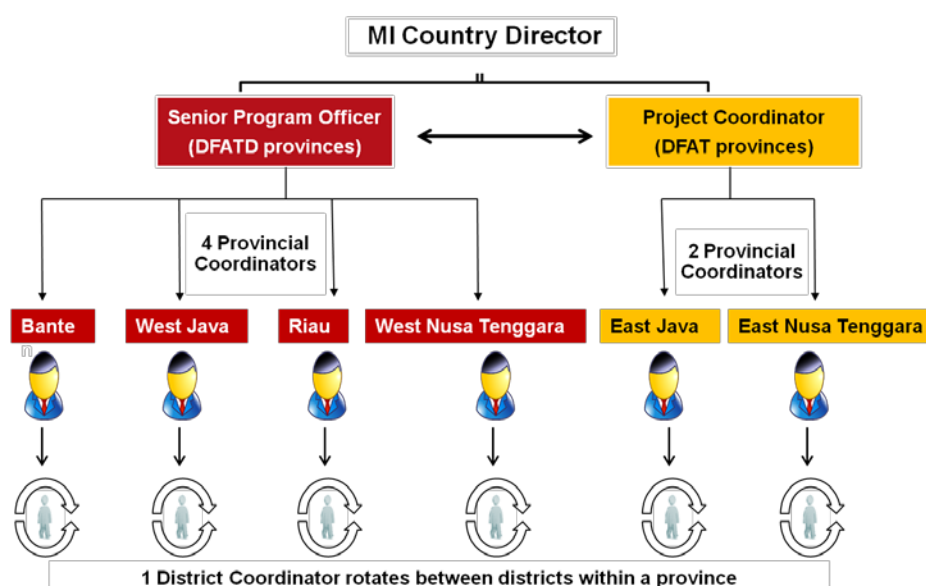 MI Country Director
Senior Program Officer
(DFATD provinces)
Project Coordinator
(DFAT provinces)
4 Provincial
Coordinators
2 Provincial
Coordinators
Bante
n
West Java
Riau
West Nusa Tenggara
East Java
East Nusa Tenggara
1 District Coordinator rotates between districts within a province